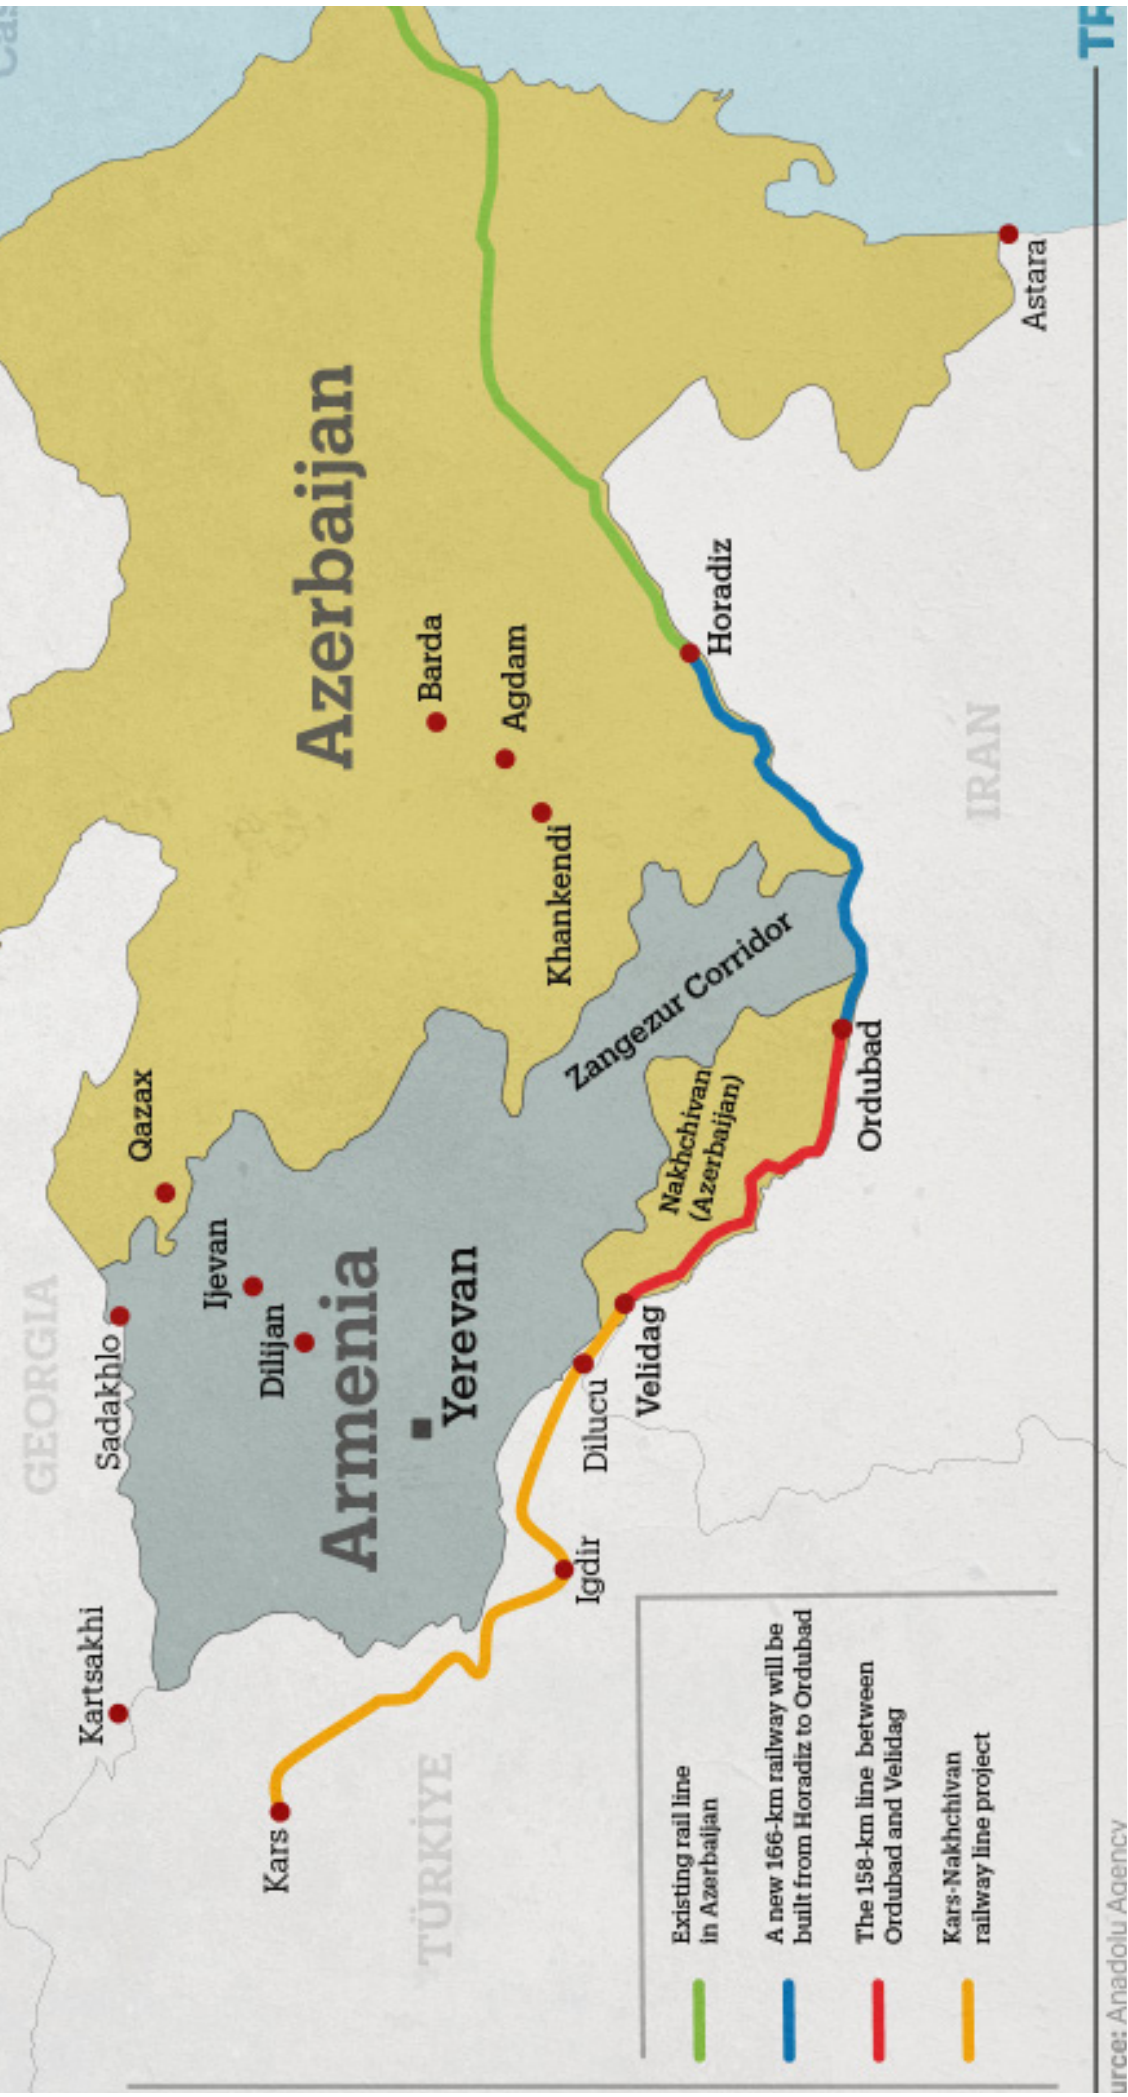 GEORGIA
Kartsakhi
Sadakhlo
Qazax
Ijevan
Dilijan
Kars
Armenia
Azerbaijan
Yerevan
Barda
Agdam
Khankendi
TÜRKİYE
Igdir
Dilucu
Velidag
Zangezur Corridor
Nakhchivan
(Azerbaijan)
Horadiz
Ordubad
IRAN
Astara
Existing rail line
in Azerbaijan
A new 166-km railway will be
built from Horadiz to Ordubad
The 158-km line between
Ordubad and Velidag
Kars-Nakhchivan
railway line project
Anadolu Agency